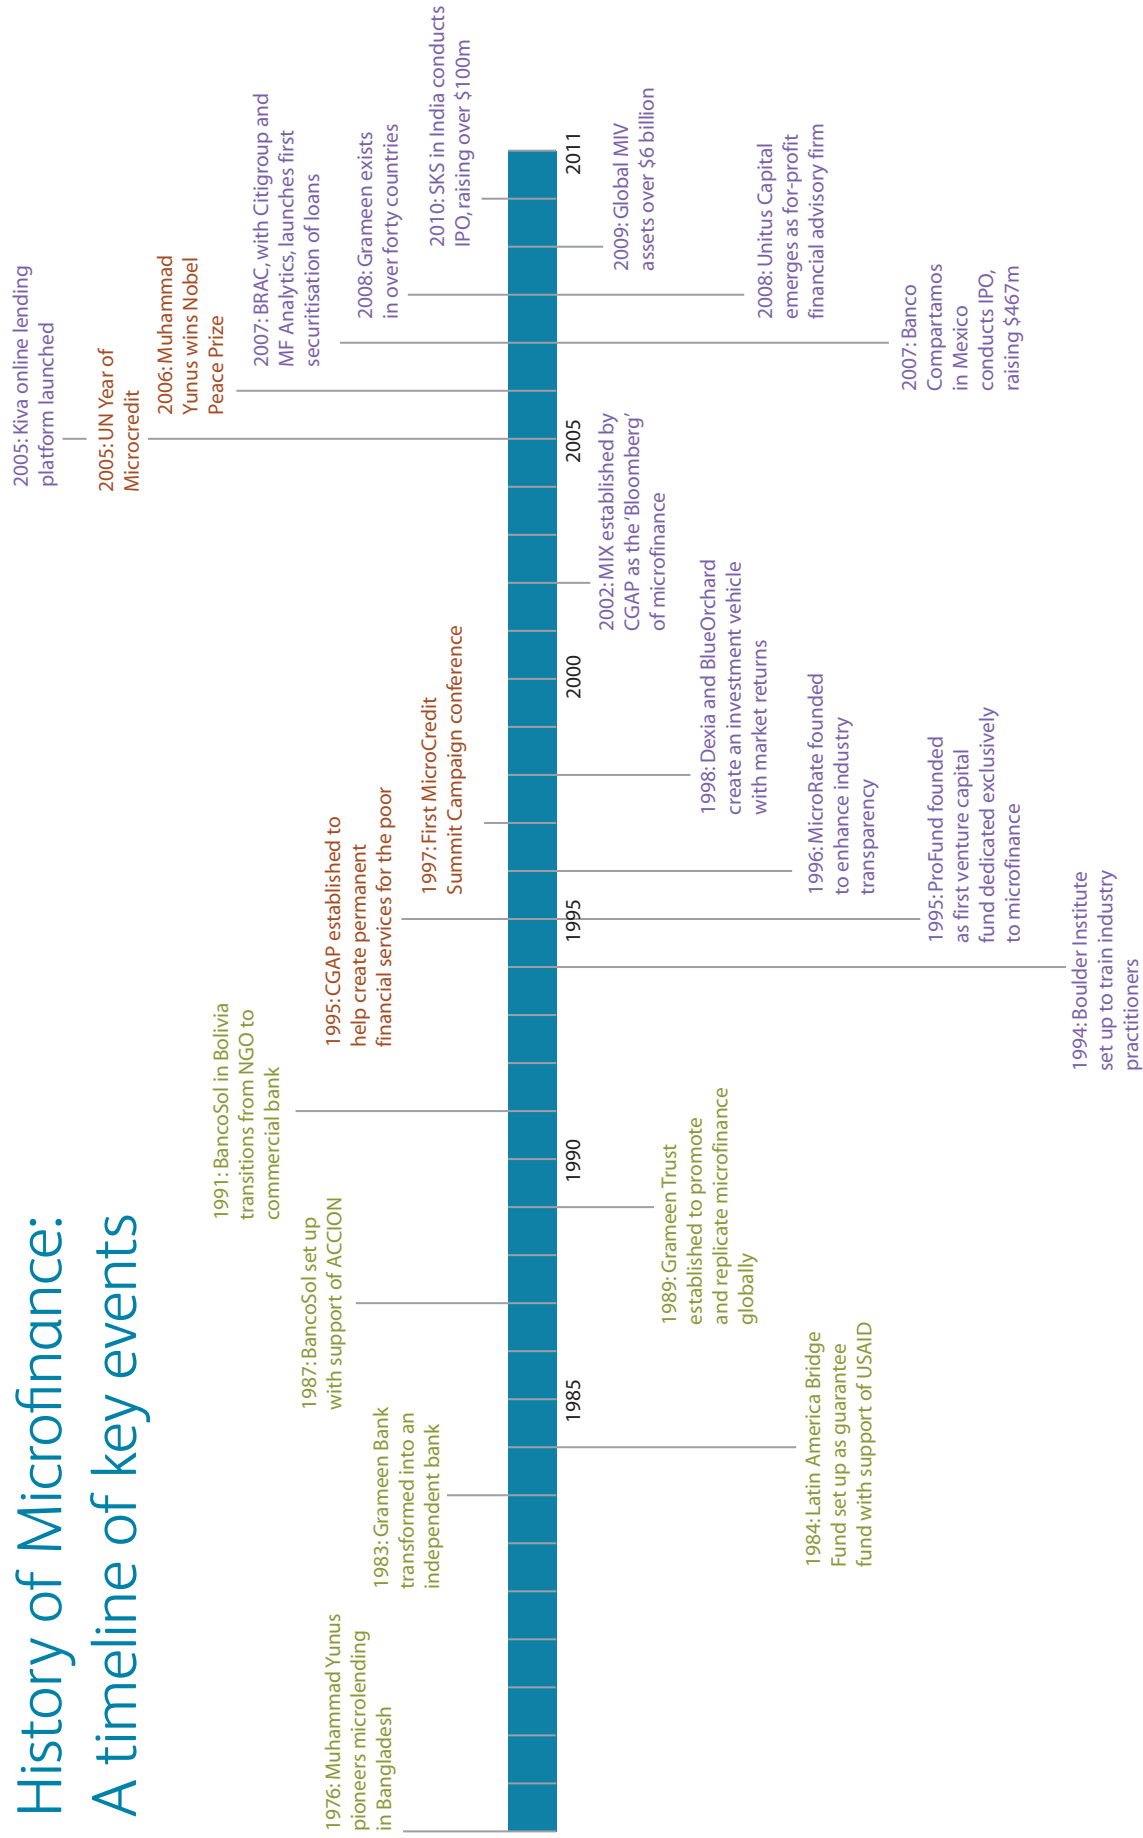 History of Microfinance:
A timeline of key events
1976: Muhammad Yunus
pioneers microlending
in Bangladesh
1983: Grameen Bank
transformed into an
independent bank
1984: Latin America Bridge
Fund set up as guarantee
fund with support of USAID
1985
1987: BancoSol set up
with support of ACCION
1989: Grameen Trust
established to promote
and replicate microfinance
globally
1990
1991: BancoSol in Bolivia
transitions from NGO to
commercial bank
1994: Boulder Institute
set up to train industry
practitioners
1995: CGAP established to
help create permanent
financial services for the poor
1995
1995: ProFund founded
as first venture capital
fund dedicated exclusively
to microfinance
1996: MicroRate founded
to enhance industry
transparency
1997: First MicroCredit
Summit Campaign conference
1998: Dexia and BlueOrchard
create an investment vehicle
with market returns
2000
2002: MIX established by
CGAP as the ‘Bloomberg’
of microfinance
2005: Kiva online lending
platform launched
2005: UN Year of
Microcredit
2005
2006: Muhammad
Yunus wins Nobel
Peace Prize
2007: BRAC, with Citigroup and
MF Analytics, launches first
securitisation of loans
2007: Banco
Compartamos
in Mexico
conducts IPO,
raising $467m
2008: Grameen exists
in over forty countries
2008: Unitus Capital
emerges as for-profit
financial advisory firm
2009: Global MIV
assets over $6 billion
2010: SKS in India conducts
IPO, raising over $100m
2011